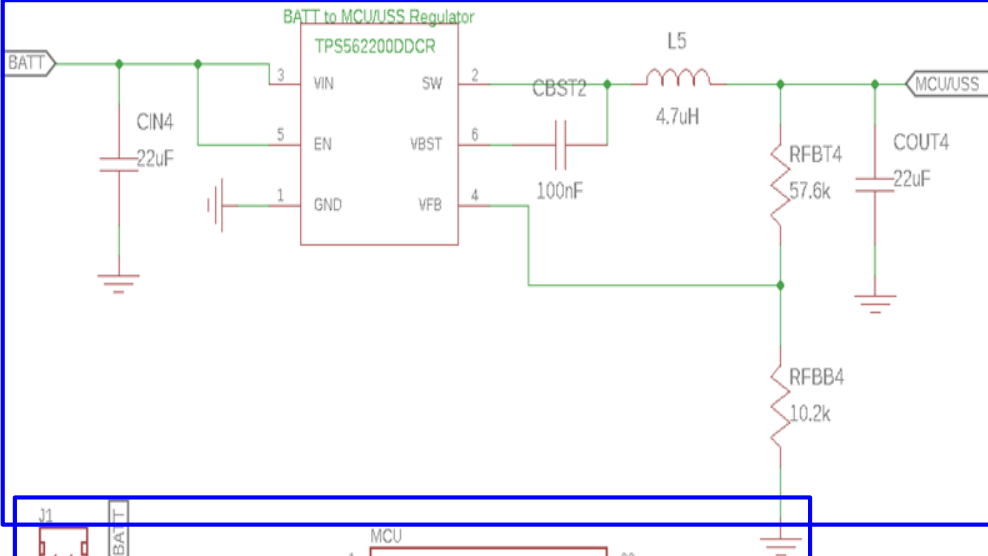 BATT to MCU/USS Regulator
TPS562200DDCR
BATT
3
VIN
SW
2
L5
CBST2
MCU/USS
4.7uH
CIN4
22uF
5
EN
VBST
6
100nF
RFBT4
57.6k
COUT4
22uF
1
GND
VFB
4
RFBB4
10.2k
J1
BATT
MCU
1